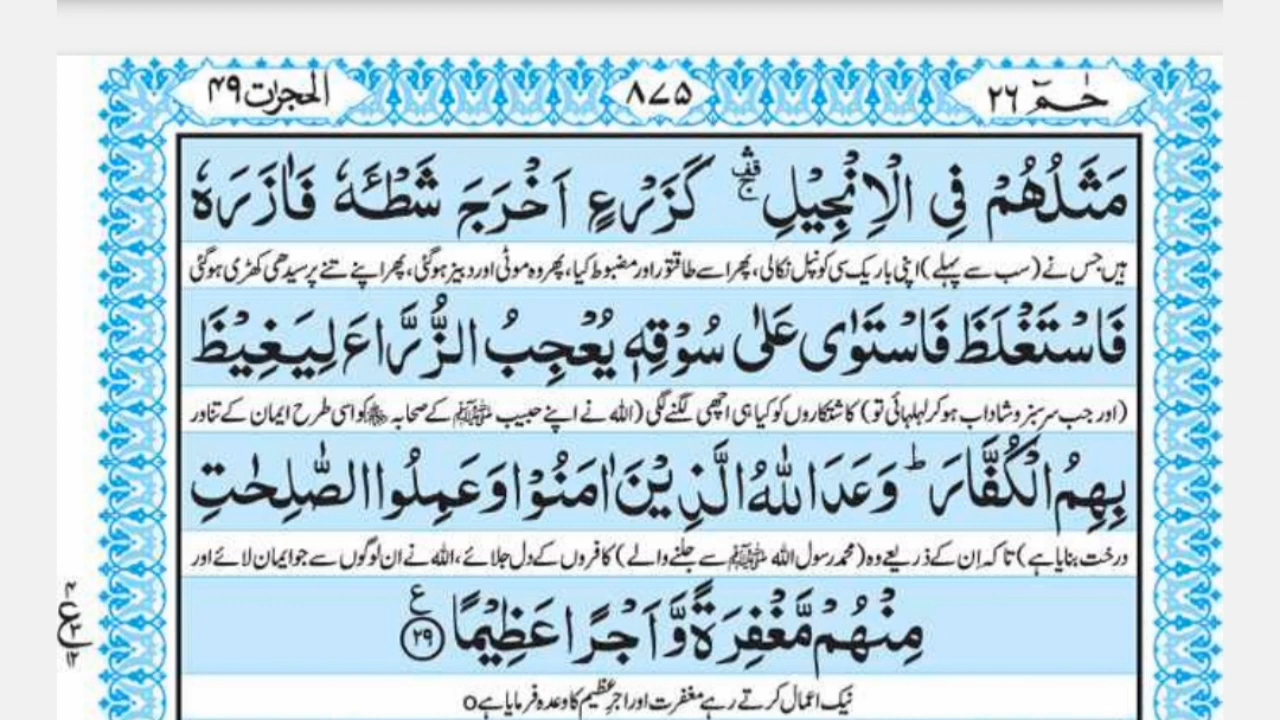 حٰمٓ ٢٦
٨٧۵
الحجرٰت ۴۹
مَثَلُهُمْ فِی الْاِنْجِیْلِ ۛۚ كَزَرْعٍ اَخْرَجَ شَطْـَٔهٗ فَاٰزَرَهٗ
ہیں جس نے (سب سے پہلے) اپنی باریک سی کونپل نکالی، پھر اسے طاقتور اور مضبوط کیا، پھر وہ موٹی اور دبیز ہوگئی، پھر اپنے تنے پر سیدھی کھڑی ہوگئی
فَاسْتَغْلَظَ فَاسْتَوٰی عَلٰی سُوْقِهٖ یُعْجِبُ الزُّرَّاعَ لِیَغِیْظَ
(اور جب سرسبز و شاداب ہو کر لہلہائی تو) کاشتکاروں کو کیا ہی اچھی لگنے لگی (اللہ نے اپنے حبیب ﷺ کے صحابہ کو اسی طرح ایمان کے تناور
بِهِمُ الْكُفَّارَ ؕ وَعَدَ اللّٰهُ الَّذِیْنَ اٰمَنُوْا وَعَمِلُوا الصّٰلِحٰتِ
درخت بنایا ہے) تاکہ اِن کے ذریعے وہ (محمد رسول اللہ ﷺ سے جلنے والے) کافروں کے دل جلائے، اللہ نے ان لوگوں سے جو ایمان لائے اور
مِنْهُمْ مَّغْفِرَةً وَّاَجْرًا عَظِیْمًا ع ٢٩
نیک اعمال کرتے رہے مغفرت اور اجرِ عظیم کا وعدہ فرمایا ہے o